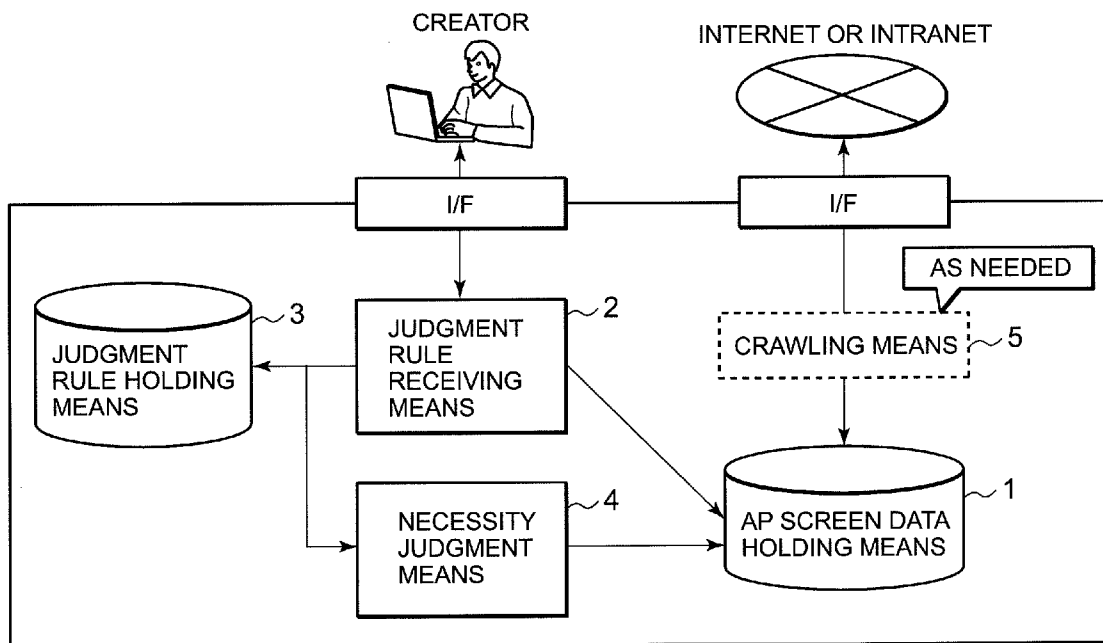 CREATOR
INTERNET OR INTRANET
I/F
I/F
AS NEEDED
3
JUDGMENT
RULE HOLDING
MEANS
2
JUDGMENT
RULE
RECEIVING
MEANS
CRAWLING MEANS
5
4
NECESSITY
JUDGMENT
MEANS
1
AP SCREEN DATA
HOLDING MEANS